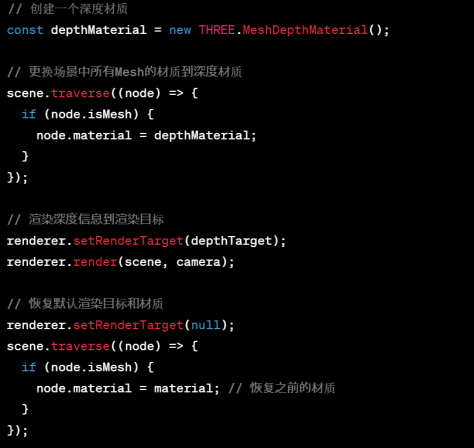 // 创建一个深度材质
const depthMaterial = new THREE.MeshDepthMaterial();
// 更换场景中所有Mesh的材质到深度材质
scene.traverse((node) => {
  if (node.isMesh) {
    node.material = depthMaterial;
  }
});
// 渲染深度信息到渲染目标
renderer.setRenderTarget(depthTarget);
renderer.render(scene, camera);
// 恢复默认渲染目标和材质
renderer.setRenderTarget(null);
scene.traverse((node) => {
  if (node.isMesh) {
    node.material = material; // 恢复之前的材质
  }
});